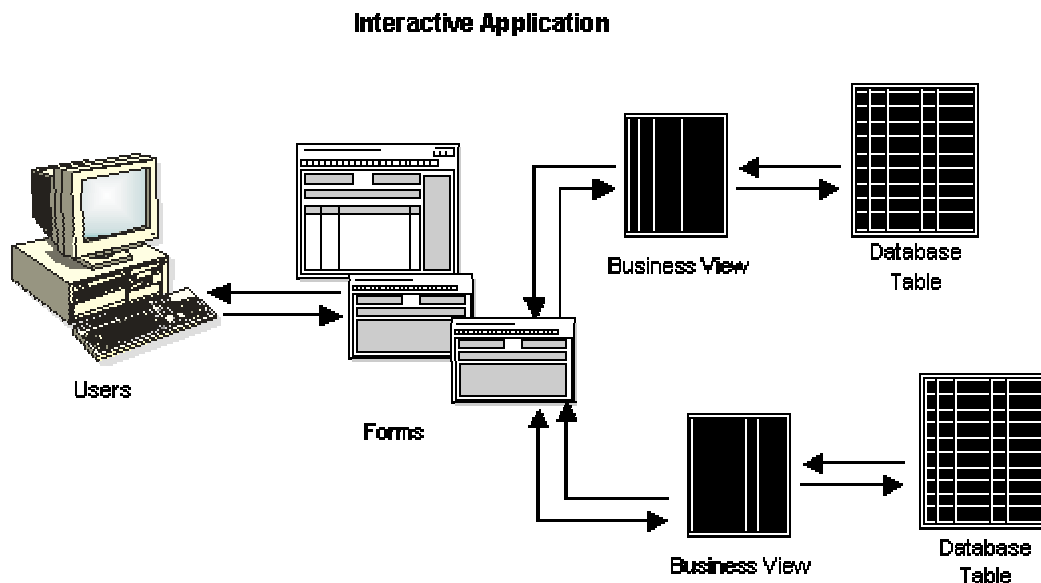 Interactive Application
Business View
Database
Table
Users
Forms
Business View
Database
Table